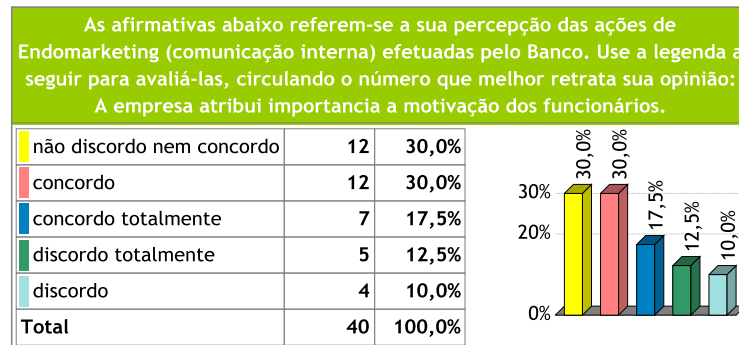 As afirmativas abaixo referem-se a sua percepção das ações de
Endomarketing (comunicação interna) efetuadas pelo Banco. Use a legenda a
seguir para avaliá-las, circulando o número que melhor retrata sua opinião:
A empresa atribui importancia a motivação dos funcionários.
não discordo nem concordo 12 30,0%
concordo 12 30,0%
concordo totalmente 7 17,5%
discordo totalmente 5 12,5%
discordo 4 10,0%
Total 40 100,0%
30,0%
30,0%
17,5%
12,5%
10,0%
30%
20%
0%